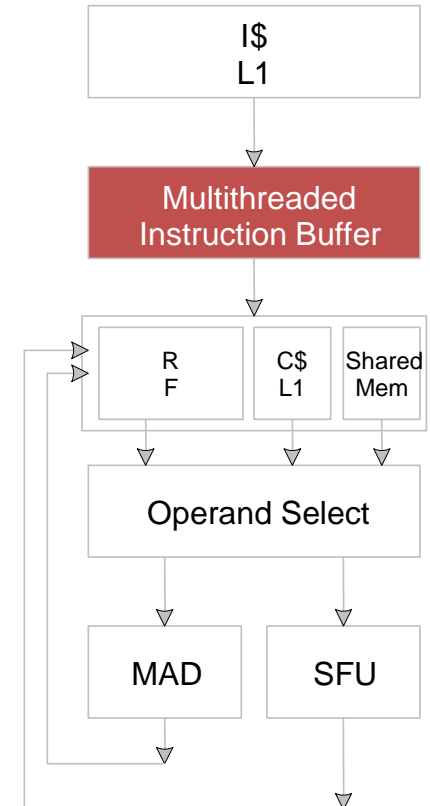 I$
L1
Multithreaded
Instruction Buffer
R
F
C$
L1
Shared
Mem
Operand Select
MAD
SFU